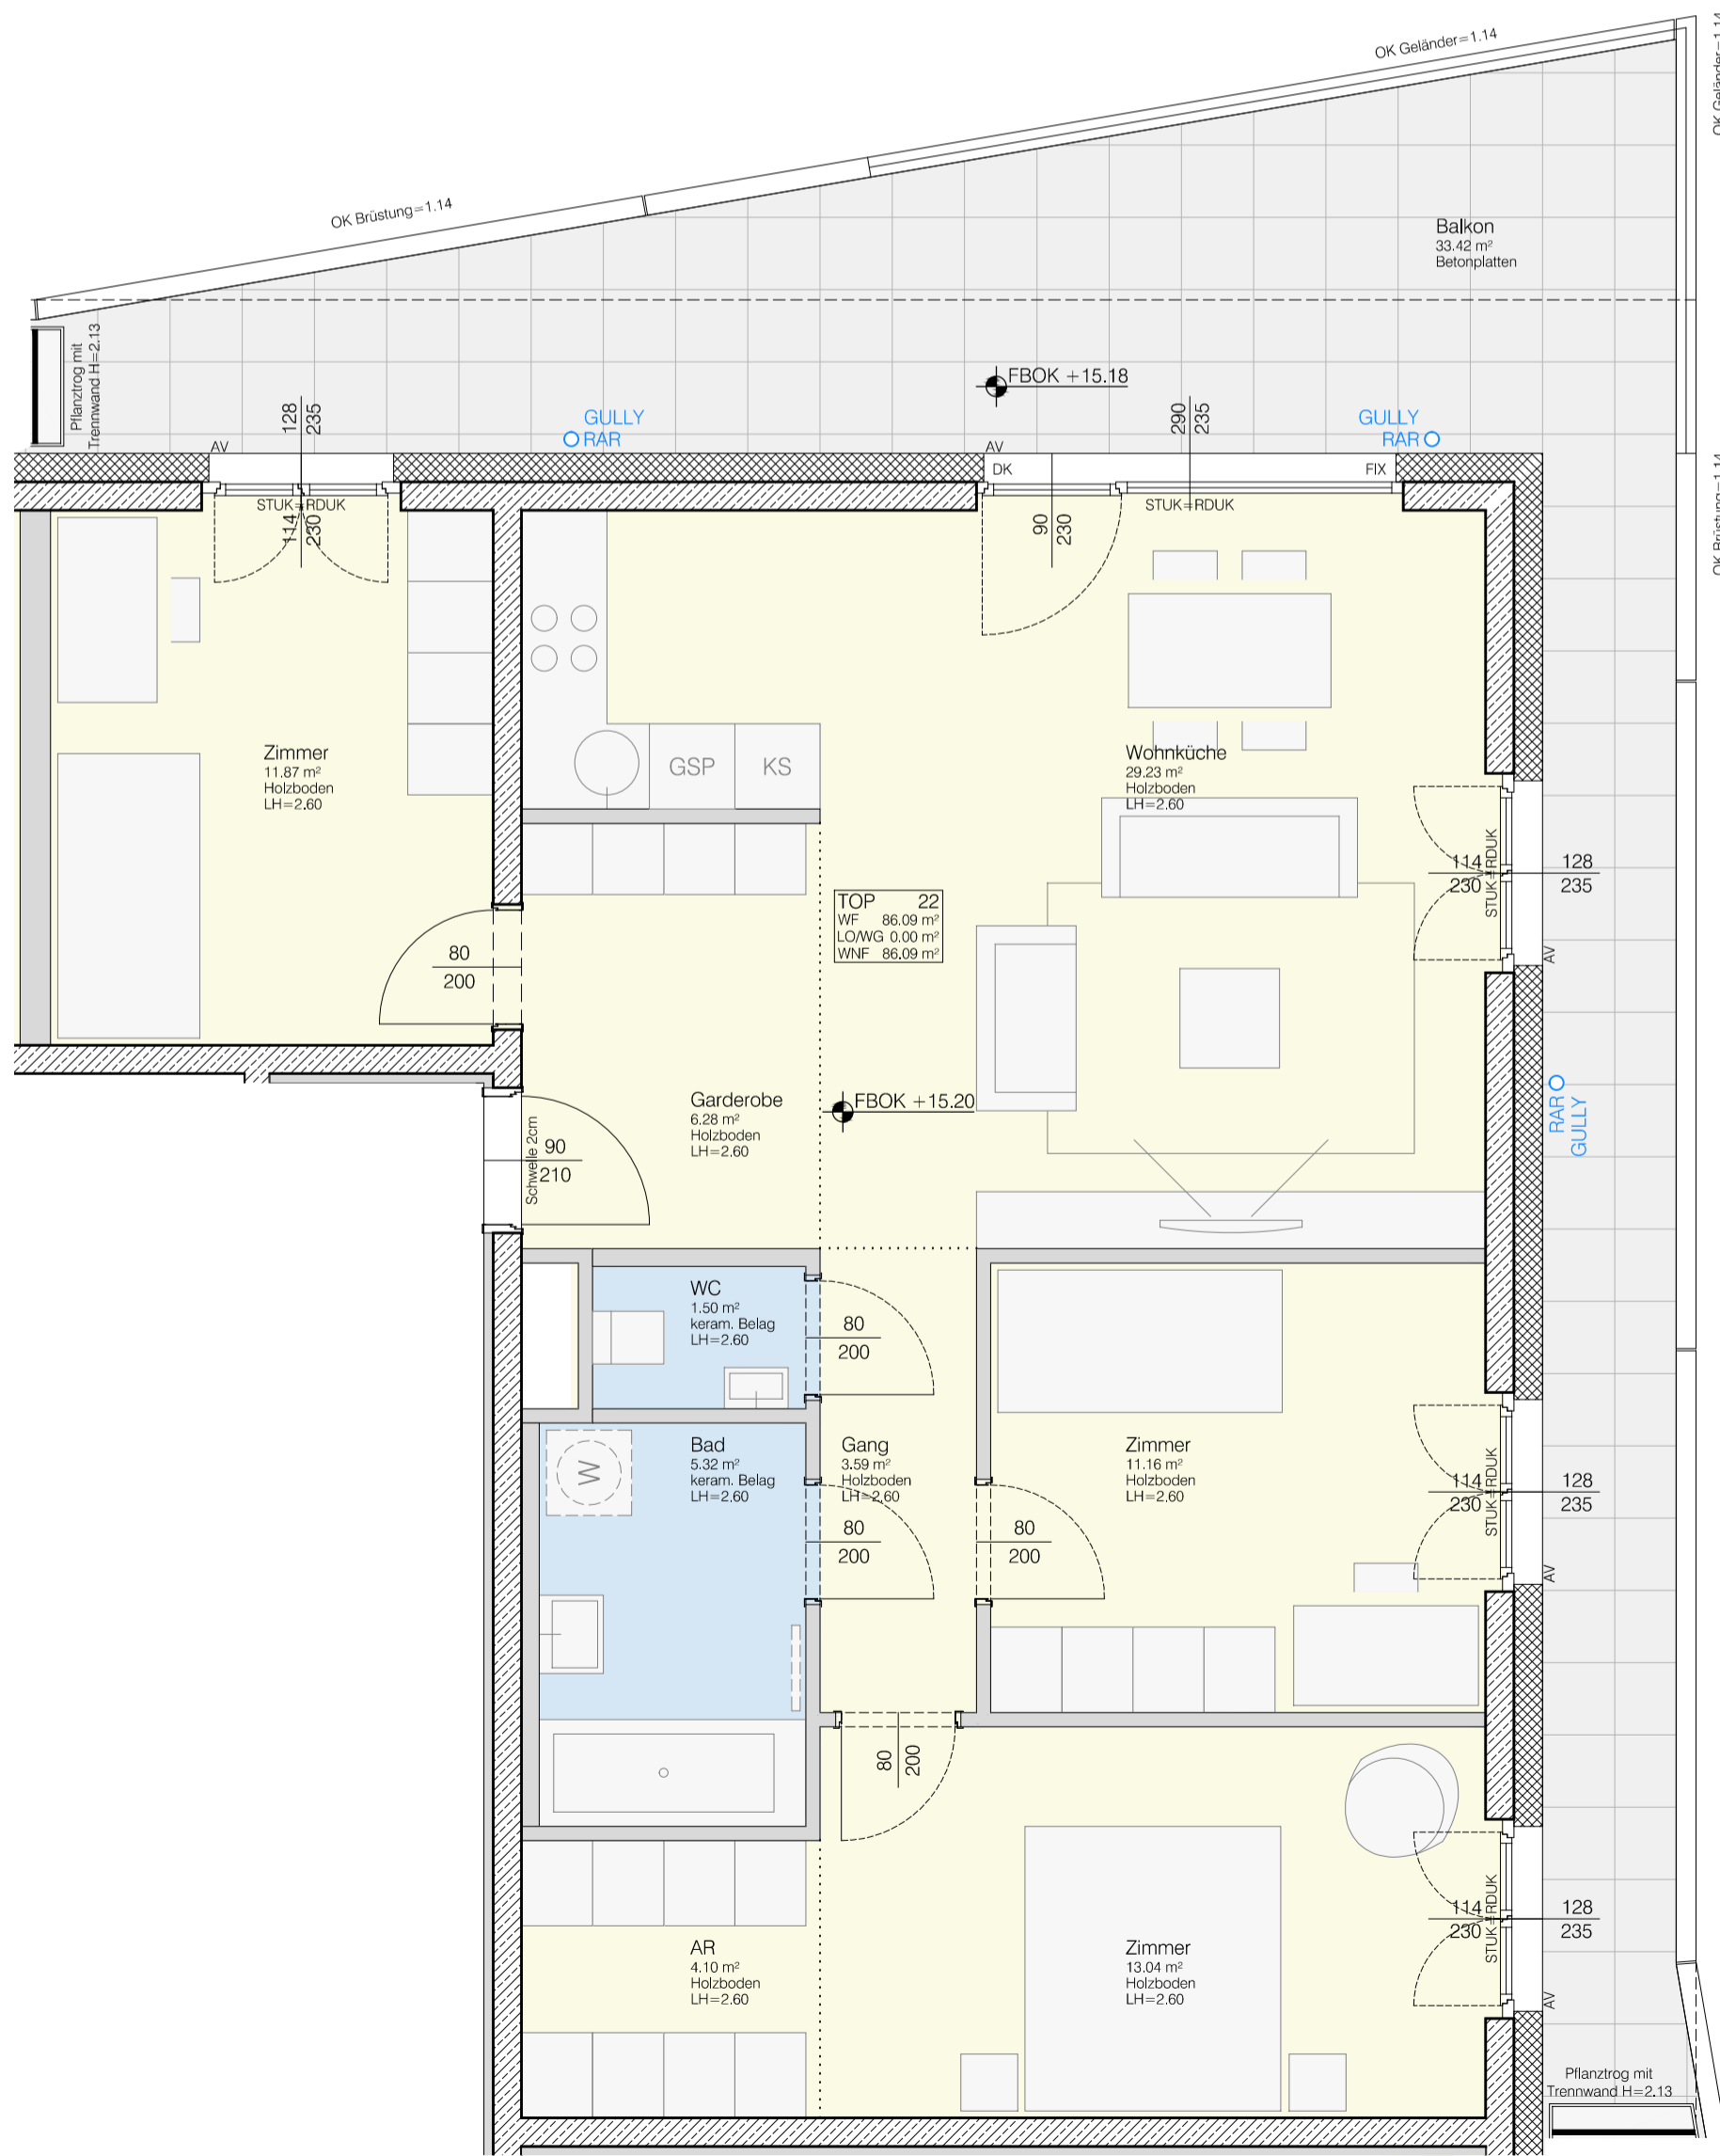 OK Geländer=1.14
OK Geländer=1.14
OK Brüstung=1.14
Balkon
33.42 m²
Betonplatten
Pflanztrog mit
Trennwand H=2.13
FBOK +15.18
128
235
GULLY
RAR
290
235
GULLY
RAR
AV
AV
DK
FIX
OK Brüstung=1.14
STUK=RDUK
114
230
90
230
STUK=RDUK
Zimmer
11.87 m²
Holzboden
LH=2.60
GSP
KS
Wohnküche
29.23 m²
Holzboden
LH=2.60
TOP 22
WF 86.09 m²
LO/WG 0.00 m²
WNF 86.09 m²
114
230
STUK=RDUK
128
235
AV
80
200
Garderobe
6.28 m²
Holzboden
LH=2.60
FBOK +15.20
RAR
GULLY
Schwelle 2cm
90
210
WC
1.50 m²
keram. Belag
LH=2.60
80
200
Bad
5.32 m²
keram. Belag
LH=2.60
W
Gang
3.59 m²
Holzboden
LH=2.60
Zimmer
11.16 m²
Holzboden
LH=2.60
114
230
STUK=RDUK
128
235
AV
80
200
80
200
80
200
AR
4.10 m²
Holzboden
LH=2.60
Zimmer
13.04 m²
Holzboden
LH=2.60
114
230
STUK=RDUK
128
235
AV
Pflanztrog mit
Trennwand H=2.13